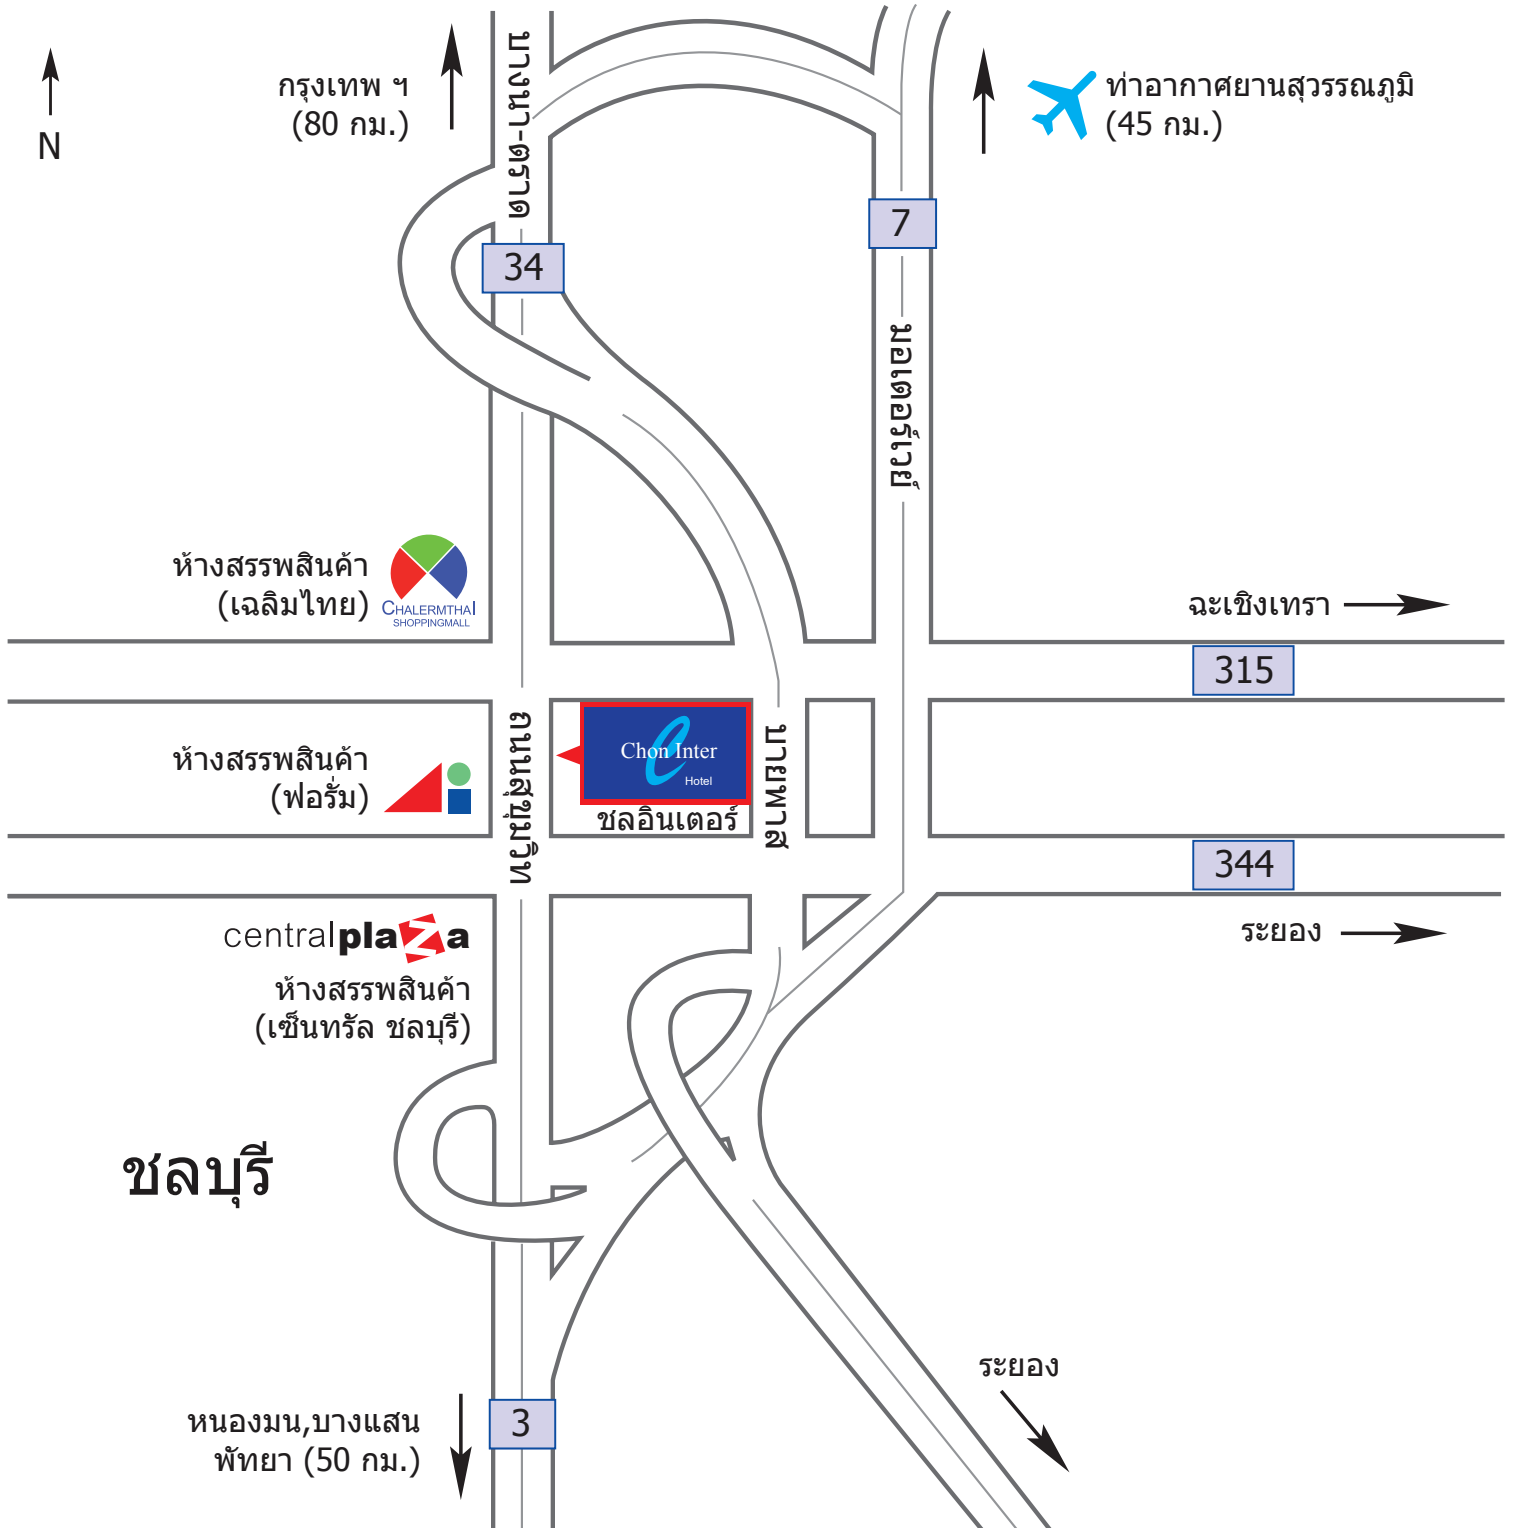 N
กรุงเทพ ฯ
(80 กม.)
บางนา-ตราด
ท่าอากาศยานสุวรรณภูมิ
(45 กม.)
7
34
มอเตอร์เวย์
ห้างสรรพสินค้า
(เฉลิมไทย)
CHALERMTHAI
SHOPPINGMALL
ฉะเชิงเทรา
315
ห้างสรรพสินค้า
(ฟอรั่ม)
ถนนสุขุมวิท
Chon Inter
Hotel
ชลอินเตอร์
บายพาส
344
ระยอง
centralplaza
ห้างสรรพสินค้า
(เซ็นทรัล ชลบุรี)
ชลบุรี
ระยอง
หนองมน,บางแสน
พัทยา (50 กม.)
3